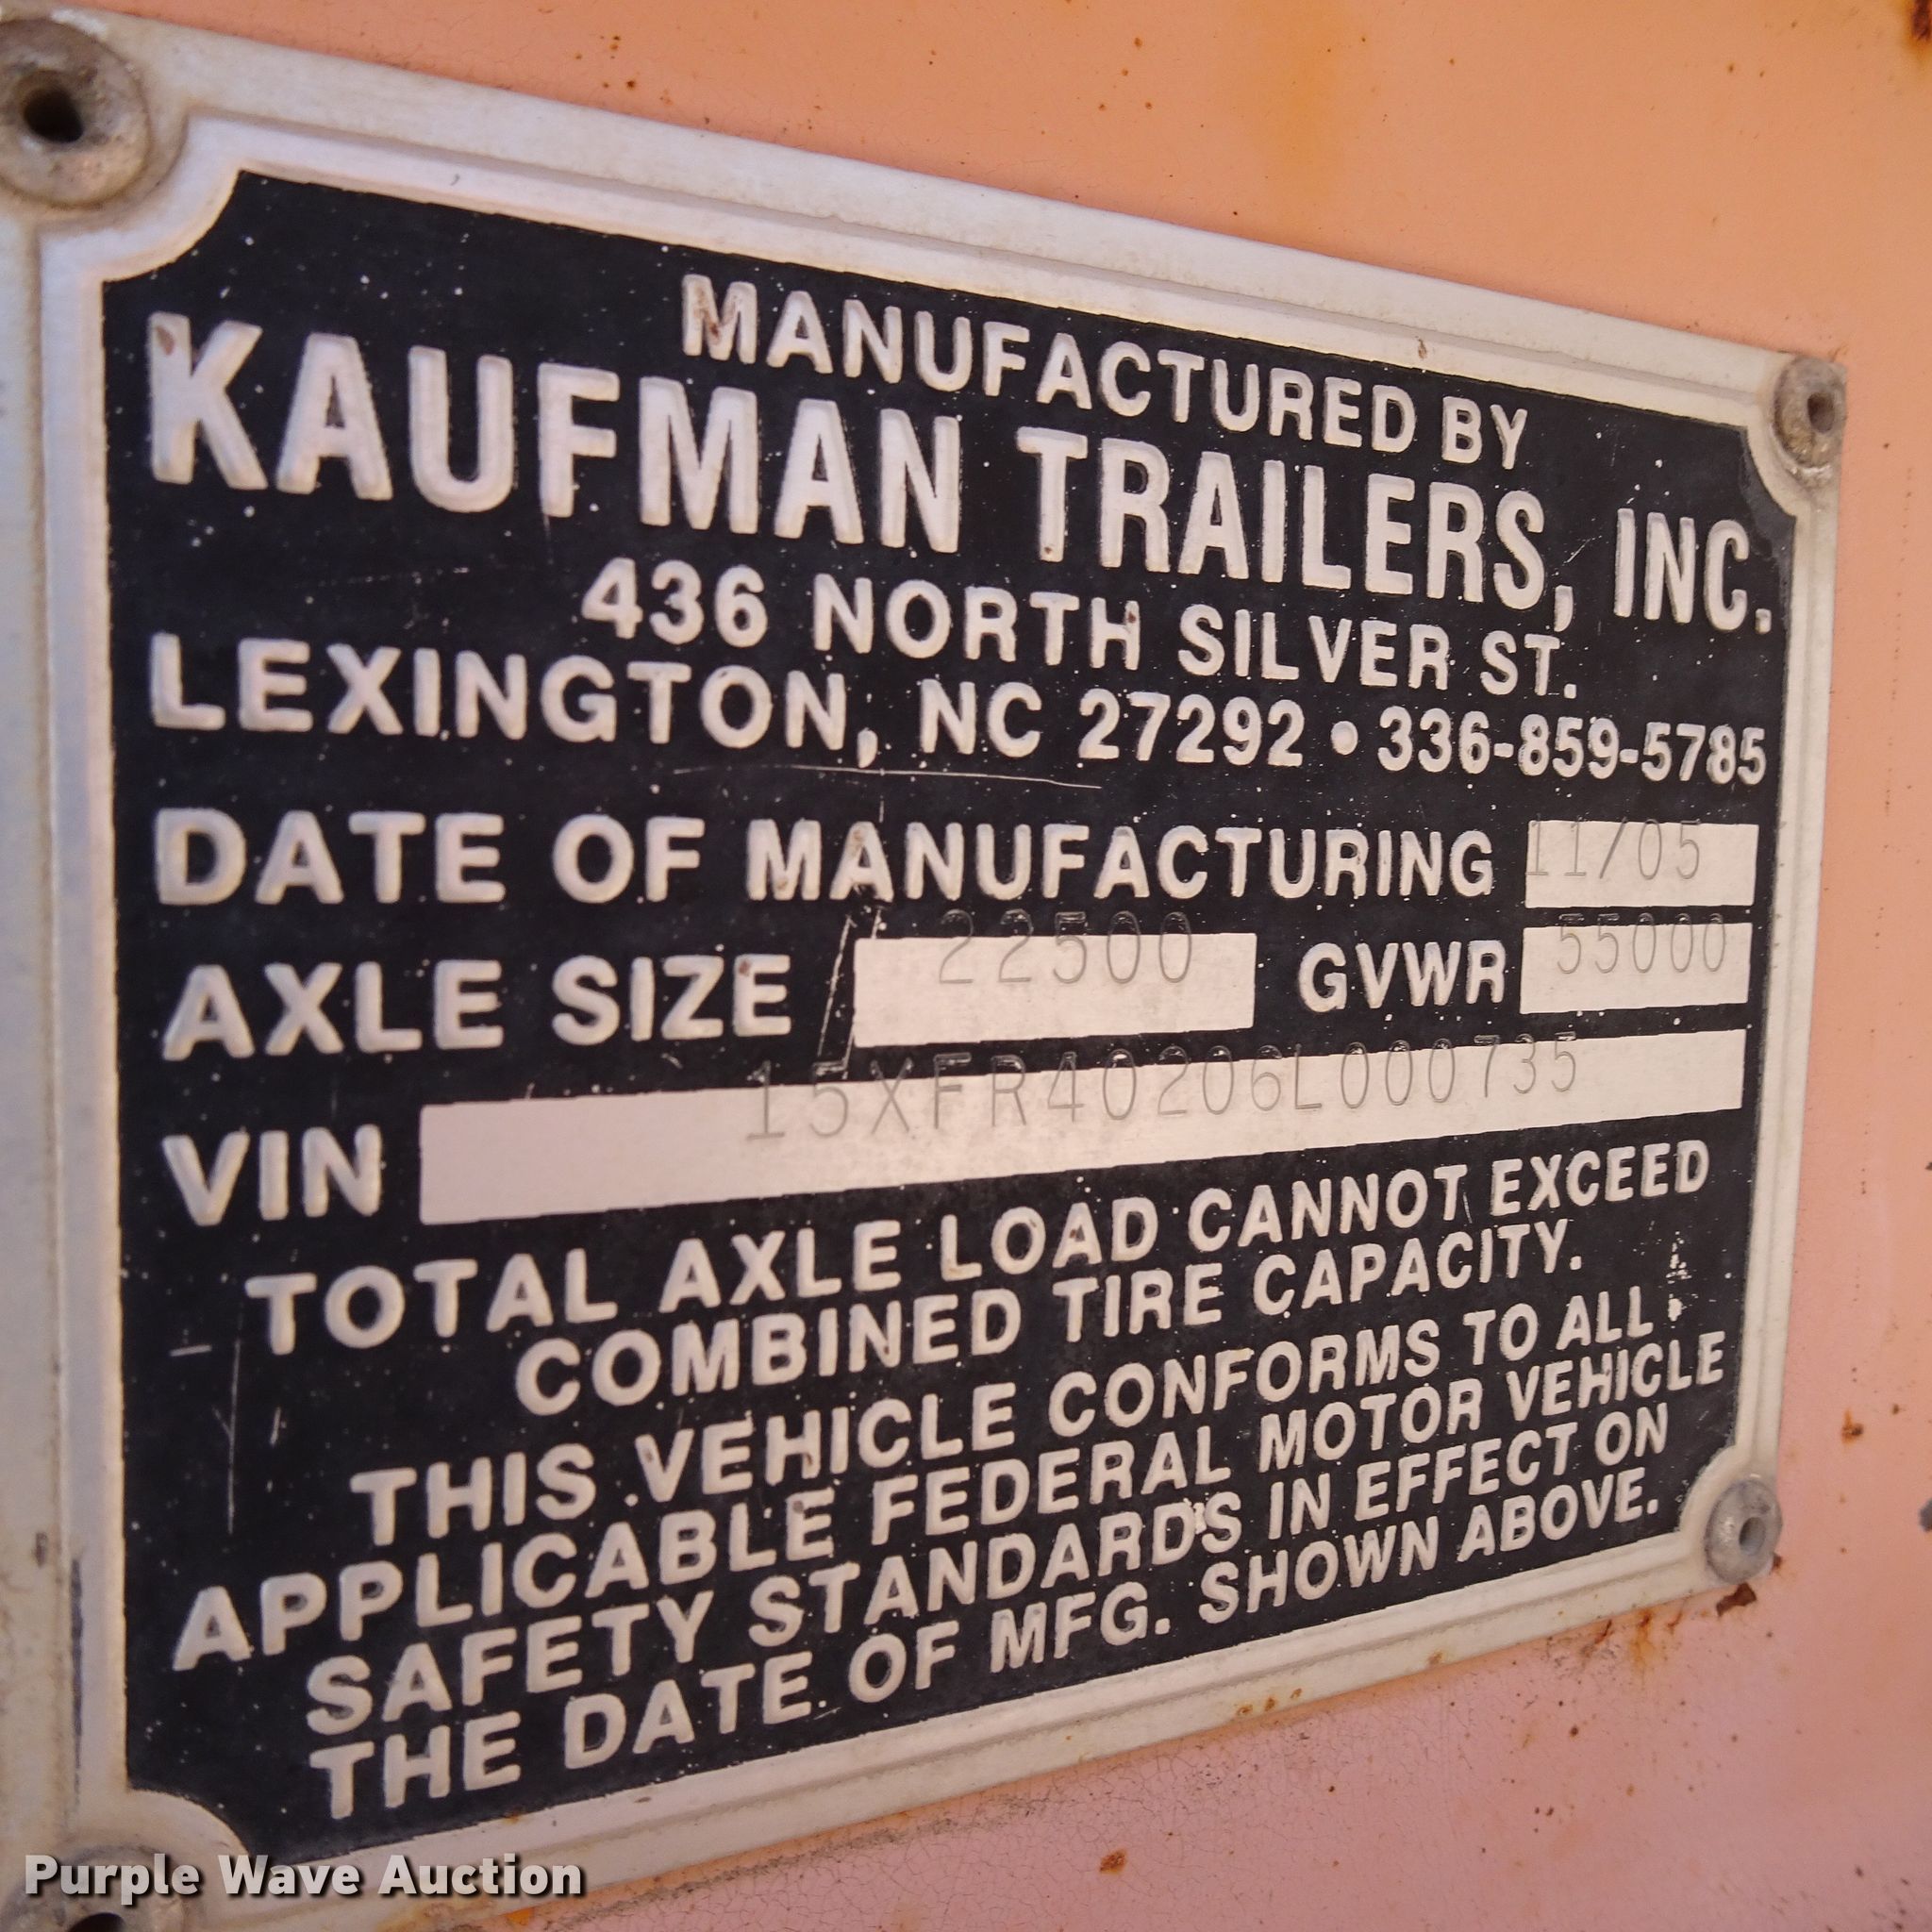 MANUFACTURED BY
KAUFMAN TRAILERS, INC.
436 NORTH SILVER ST.
LEXINGTON, NC 27292 • 336-859-5785
DATE OF MANUFACTURING 11/05
AXLE SIZE 22500 GVWR 55000
VIN 15XFR40206L000735
TOTAL AXLE LOAD CANNOT EXCEED
COMBINED TIRE CAPACITY.
THIS VEHICLE CONFORMS TO ALL
APPLICABLE FEDERAL MOTOR VEHICLE
SAFETY STANDARDS IN EFFECT ON
THE DATE OF MFG. SHOWN ABOVE.
Purple Wave Auction